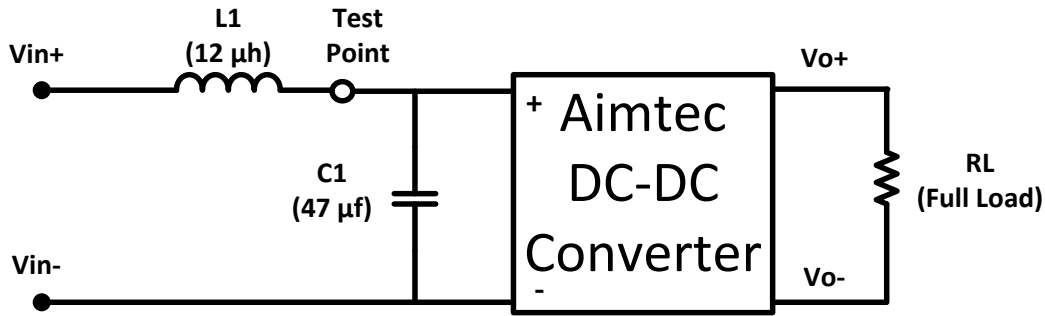 L1
(12 μh)
Test
Point
Vin+
Vo+
+
Aimtec
DC-DC
Converter
-
C1
(47 μf)
RL
(Full Load)
Vin-
Vo-